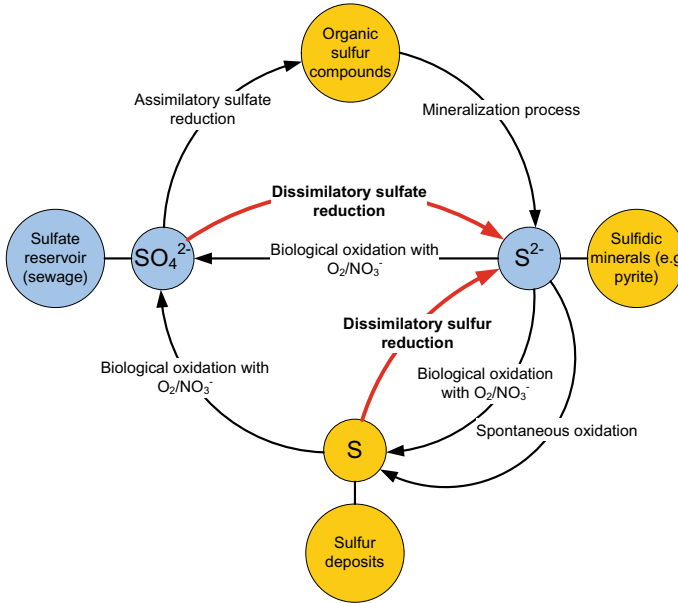 Organic
sulfur
compounds
Assimilatory sulfate
reduction
Mineralization process
Dissimilatory sulfate
reduction
Sulfate
reservoir
(sewage)
SO₄²⁻
Biological oxidation with
O₂/NO₃⁻
S²⁻
Sulfidic
minerals (e.g
pyrite)
Dissimilatory sulfur
reduction
Biological oxidation with
O₂/NO₃⁻
Biological oxidation
with O₂/NO₃⁻
Spontaneous oxidation
S
Sulfur
deposits